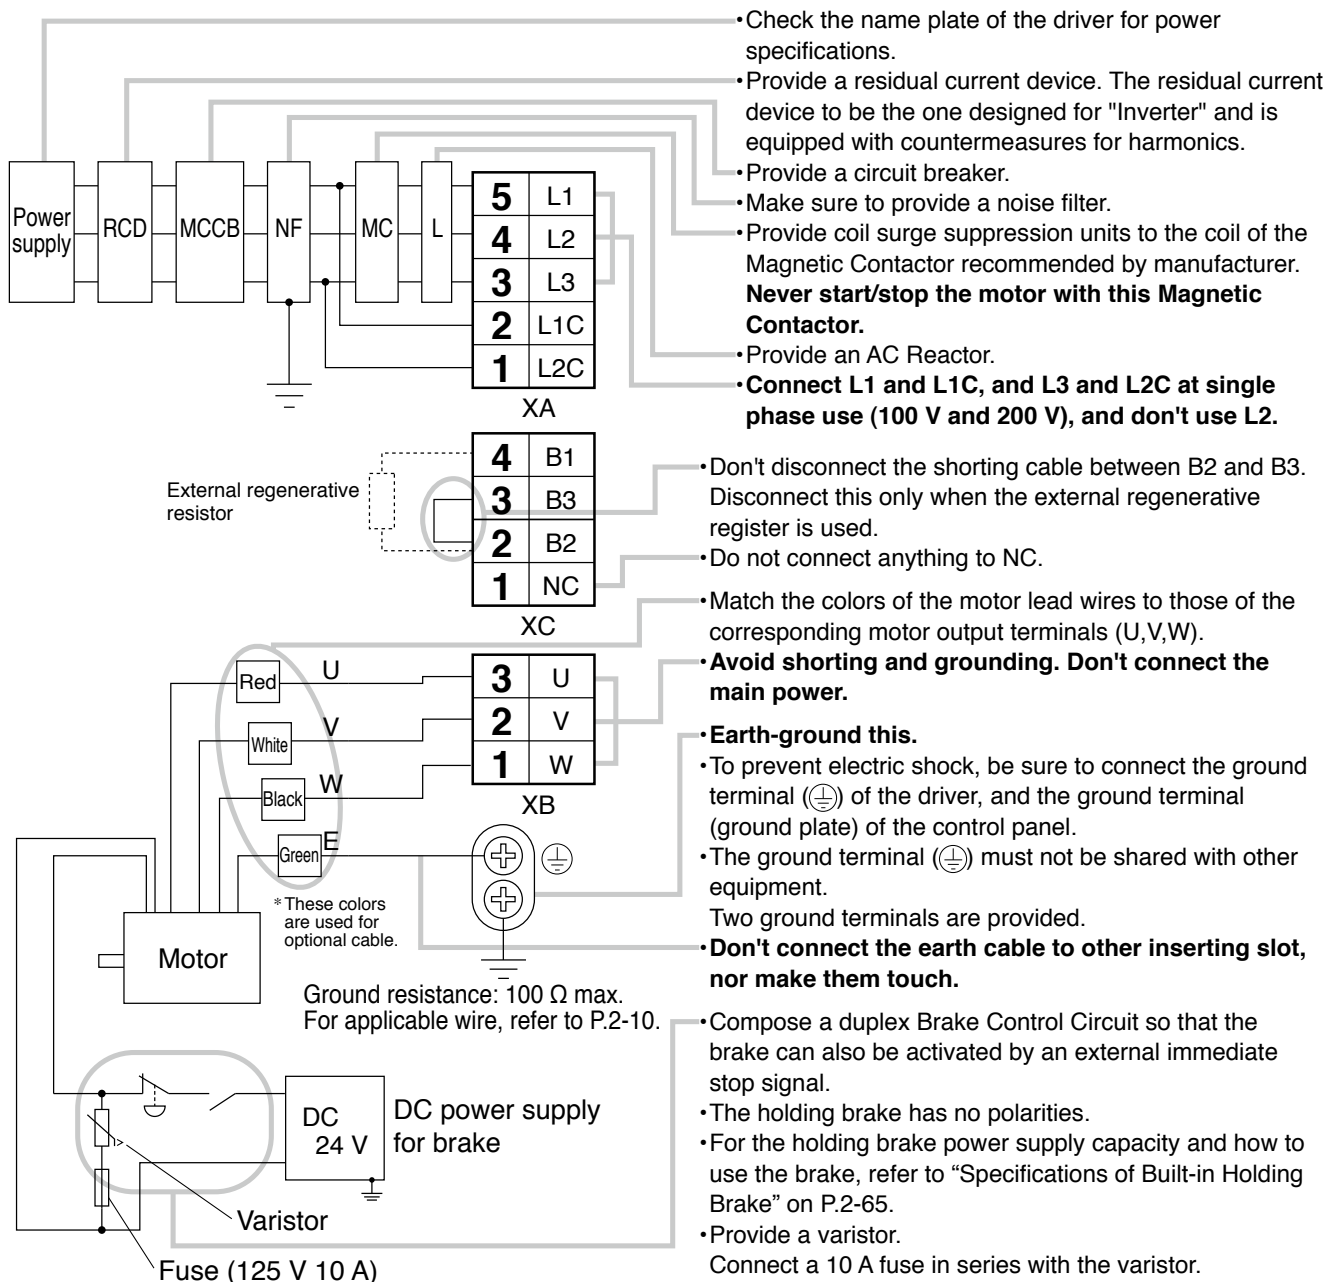 •Check the name plate of the driver for power
specifications.
•Provide a residual current device. The residual current
device to be the one designed for "Inverter" and is
equipped with countermeasures for harmonics.
•Provide a circuit breaker.
•Make sure to provide a noise filter.
•Provide coil surge suppression units to the coil of the
Magnetic Contactor recommended by manufacturer.
Never start/stop the motor with this Magnetic
Contactor.
•Provide an AC Reactor.
•Connect L1 and L1C, and L3 and L2C at single
phase use (100 V and 200 V), and don't use L2.
Power
supply
RCD
MCCB
NF
MC
L
5 L1
4 L2
3 L3
2 L1C
1 L2C
XA
External regenerative
resistor
4 B1
3 B3
2 B2
1 NC
XC
•Don't disconnect the shorting cable between B2 and B3.
Disconnect this only when the external regenerative
register is used.
•Do not connect anything to NC.
•Match the colors of the motor lead wires to those of the
corresponding motor output terminals (U,V,W).
•Avoid shorting and grounding. Don't connect the
main power.
Red U
White V
Black W
Green E
3 U
2 V
1 W
XB
•Earth-ground this.
•To prevent electric shock, be sure to connect the ground
terminal (⏚) of the driver, and the ground terminal
(ground plate) of the control panel.
•The ground terminal (⏚) must not be shared with other
equipment.
Two ground terminals are provided.
•Don't connect the earth cable to other inserting slot,
nor make them touch.
* These colors
are used for
optional cable.
Motor
Ground resistance: 100 Ω max.
For applicable wire, refer to P.2-10.
•Compose a duplex Brake Control Circuit so that the
brake can also be activated by an external immediate
stop signal.
•The holding brake has no polarities.
•For the holding brake power supply capacity and how to
use the brake, refer to “Specifications of Built-in Holding
Brake” on P.2-65.
•Provide a varistor.
Connect a 10 A fuse in series with the varistor.
DC
24 V
DC power supply
for brake
Varistor
Fuse (125 V 10 A)